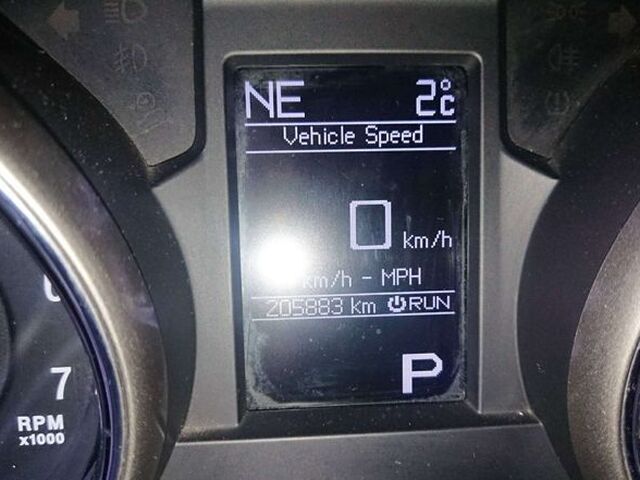 NE 2°C
Vehicle Speed
0 km/h
km/h - MPH
205883 km RUN
P
7
RPM
x1000